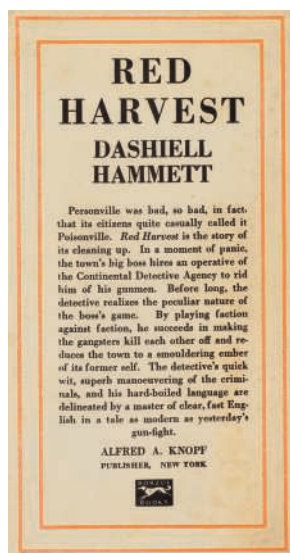 RED
HARVEST
DASHIELL
HAMMETT
Personville was bad, so bad, in fact,
that its citizens quite casually called it
Poisonville. Red Harvest is the story of
its cleaning up. In a moment of panic,
the town's big boss hires an operative of
the Continental Detective Agency to rid
him of his gunmen. Before long, the
detective realizes the peculiar nature of
the boss's game. By playing faction
against faction, he succeeds in making
the gangsters kill each other off and re-
duces the town to a smouldering ember
of its former self. The detective's quick
wit, superb manoeuvering of the crimi-
nals, and his hard-boiled language are
delineated by a master of clear, fast Eng-
lish in a tale as modern as yesterday's
gun-fight.
ALFRED A. KNOPF
PUBLISHER, NEW YORK
BORZOI
BOOKS